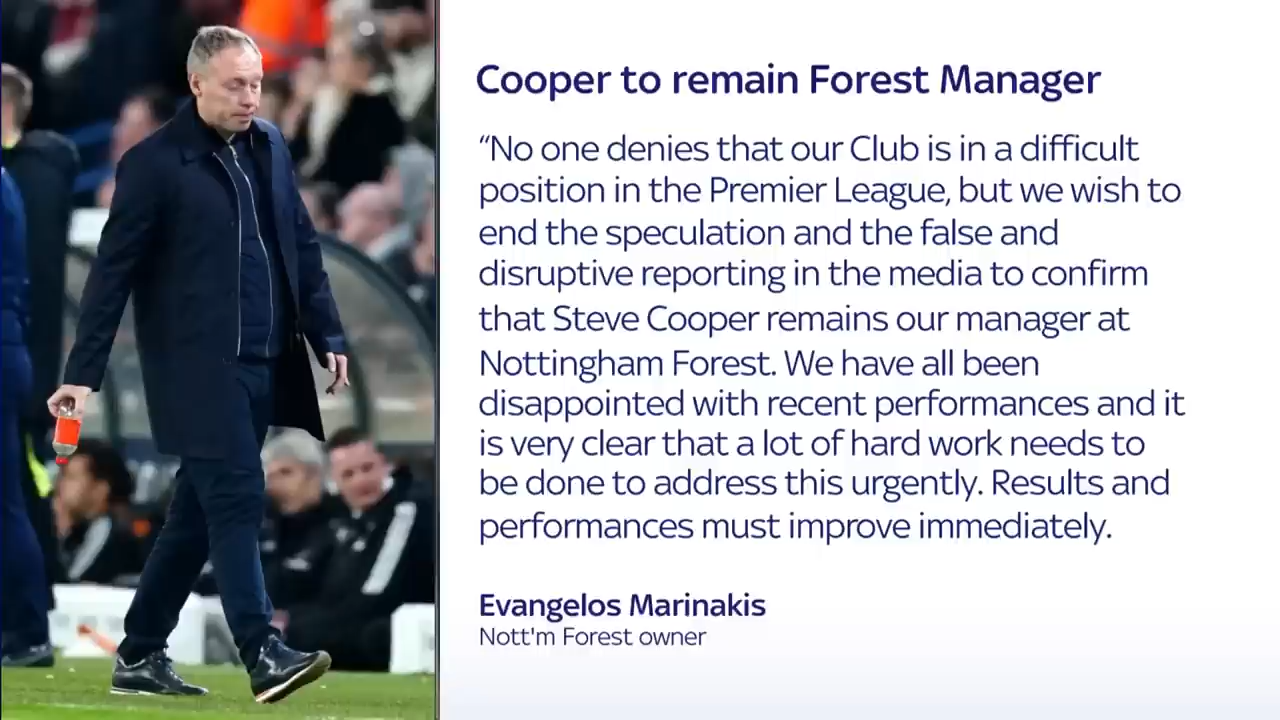 Cooper to remain Forest Manager
“No one denies that our Club is in a difficult
position in the Premier League, but we wish to
end the speculation and the false and
disruptive reporting in the media to confirm
that Steve Cooper remains our manager at
Nottingham Forest. We have all been
disappointed with recent performances and it
is very clear that a lot of hard work needs to
be done to address this urgently. Results and
performances must improve immediately.
Evangelos Marinakis
Nott'm Forest owner